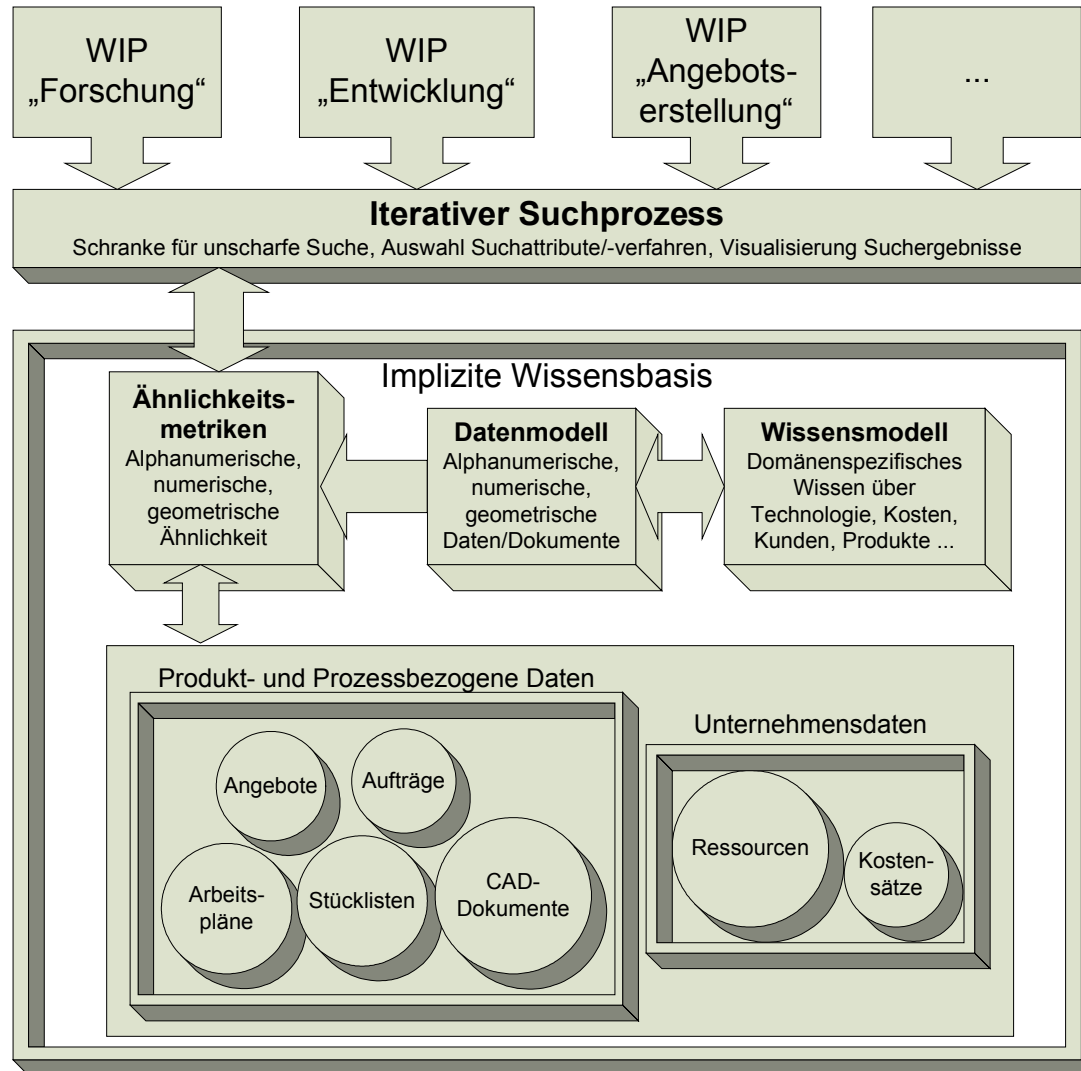 WIP
„Forschung“
WIP
„Entwicklung“
WIP
„Angebots-
erstellung“
...
Iterativer Suchprozess
Schranke für unscharfe Suche, Auswahl Suchattribute/-verfahren, Visualisierung Suchergebnisse
Implizite Wissensbasis
Ähnlichkeits-
metriken
Alphanumerische,
numerische,
geometrische
Ähnlichkeit
Datenmodell
Alphanumerische,
numerische,
geometrische
Daten/Dokumente
Wissensmodell
Domänenspezifisches
Wissen über
Technologie, Kosten,
Kunden, Produkte ...
Produkt- und Prozessbezogene Daten
Angebote
Aufträge
Arbeits-
pläne
Stücklisten
CAD-
Dokumente
Unternehmensdaten
Ressourcen
Kosten-
sätze